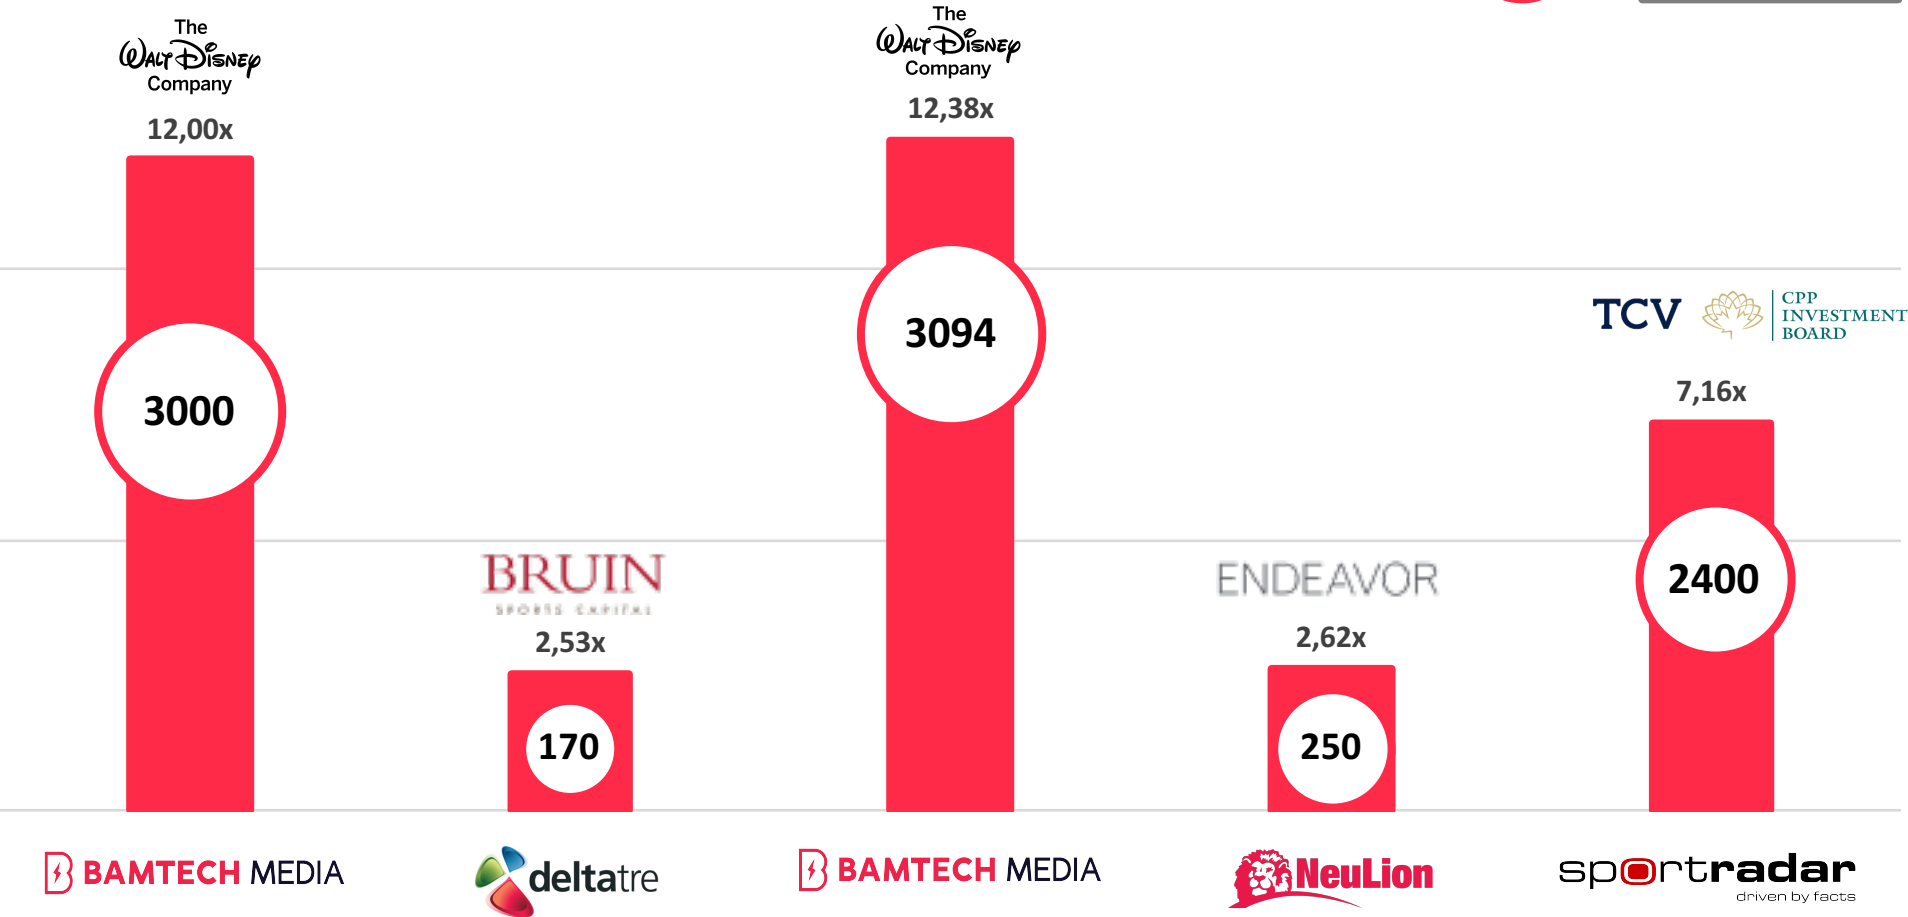 The
WALT DISNEY
Company
12,00x
3000
BAMTECH MEDIA
BRUIN
SPORTS CAPITAL
2,53x
170
deltatre
The
WALT DISNEY
Company
12,38x
3094
BAMTECH MEDIA
ENDEAVOR
2,62x
250
NeuLion
TCV
CPP
INVESTMENT
BOARD
7,16x
2400
sportradar
driven by facts